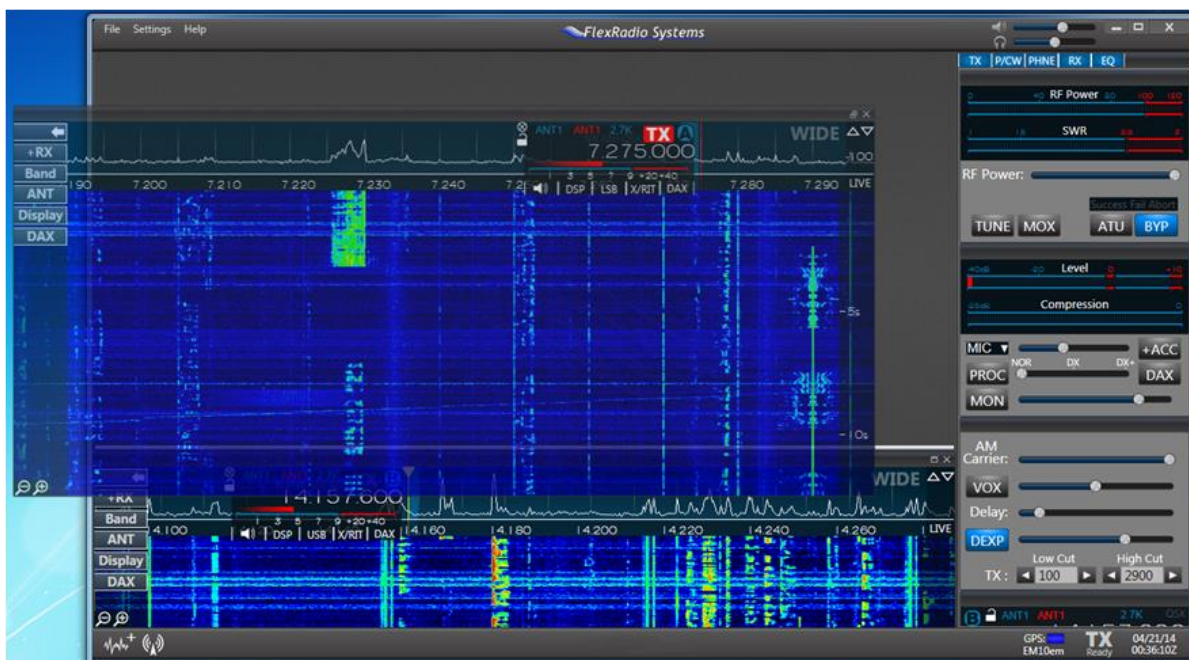 File Settings Help
FlexRadio Systems
TX P/CW PHNE RX EQ
RF Power
SWR
RF Power:
Success Fail Abort
TUNE MOX ATU BYP
Level
Compression
MIC +ACC
NOR DX DX+
PROC DAX
MON
AM
Carrier:
VOX
Delay:
DEXP
Low Cut High Cut
TX : 100 2900
ANT1 ANT1 2.7K TX A
WIDE
7.275.000
+RX
Band
ANT
Display
DAX
-100
1 3 5 7 9 +20 +40
DSP LSB X/RIT DAX
190 7.200 7.210 7.220 7.230 7.240 7.280 7.290 LIVE
-5s
-10s
WIDE
14.157.600
+RX
Band
ANT
Display
DAX
1 3 5 7 9 +20 +40
DSP USB X/RIT DAX
14.100 14.160 14.180 14.200 14.220 14.240 14.260 LIVE
B ANT1 ANT1 2.7K QSK
GPS:
EM10em
TX
Ready
04/21/14
00:36:10Z